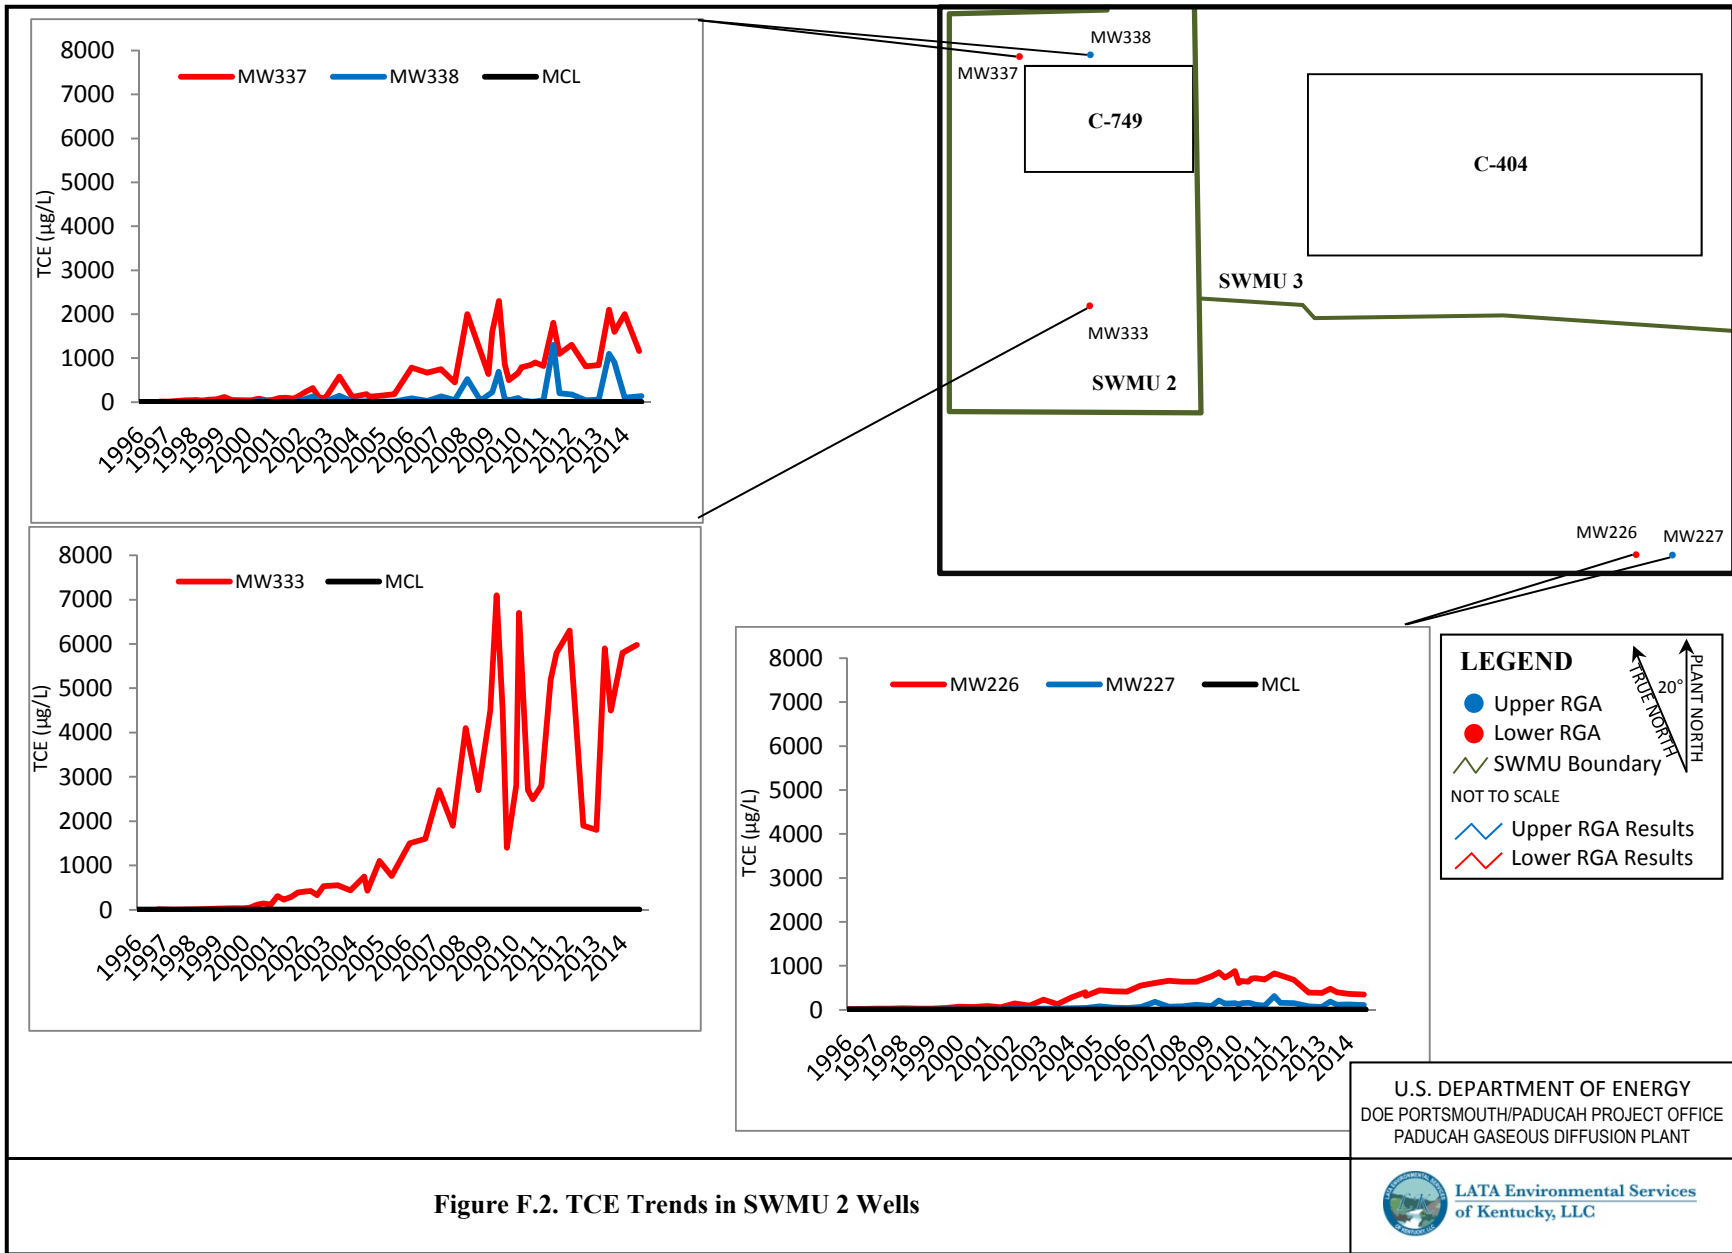 8000
7000
6000
5000
4000
3000
2000
1000
0
TCE (µg/L)
MW337 MW338 MCL
1996 1997 1998 1999 2000 2001 2002 2003 2004 2005 2006 2007 2008 2009 2010 2011 2012 2013 2014
MW338
MW337
C-749
C-404
SWMU 3
MW333
SWMU 2
MW226 MW227
8000
7000
6000
5000
4000
3000
2000
1000
0
TCE (µg/L)
MW333 MCL
1996 1997 1998 1999 2000 2001 2002 2003 2004 2005 2006 2007 2008 2009 2010 2011 2012 2013 2014
8000
7000
6000
5000
4000
3000
2000
1000
0
TCE (µg/L)
MW226 MW227 MCL
1996 1997 1998 1999 2000 2001 2002 2003 2004 2005 2006 2007 2008 2009 2010 2011 2012 2013 2014
LEGEND
Upper RGA
Lower RGA
SWMU Boundary
NOT TO SCALE
Upper RGA Results
Lower RGA Results
TRUE NORTH
20°
PLANT NORTH
U.S. DEPARTMENT OF ENERGY
DOE PORTSMOUTH/PADUCAH PROJECT OFFICE
PADUCAH GASEOUS DIFFUSION PLANT
Figure F.2. TCE Trends in SWMU 2 Wells
LATA Environmental Services
of Kentucky, LLC